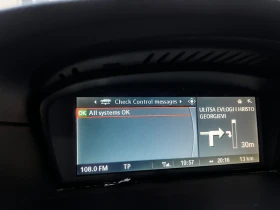 Check Control messages
OK All systems OK
ULITSA EVLOGI I HRISTO
GEORGIEVI
30m
108.0 FM TP 10:57 20:16 13 km